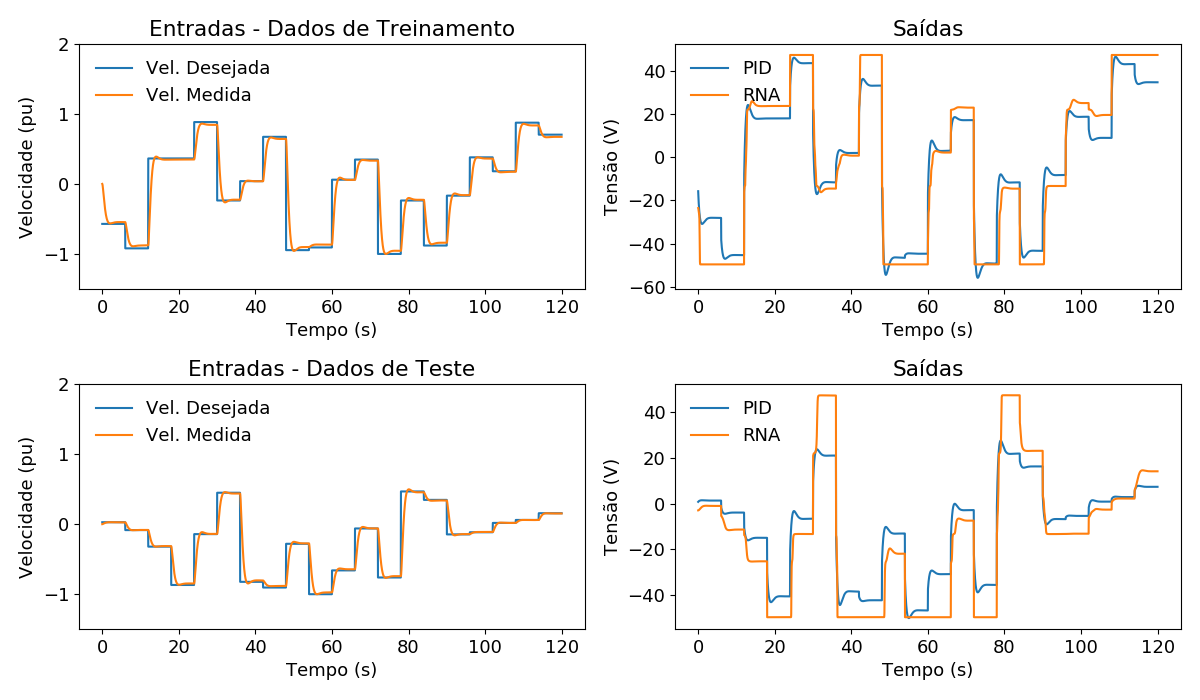 Entradas - Dados de Treinamento
Vel. Desejada
Vel. Medida
Velocidade (pu)
2
1
0
−1
0 20 40 60 80 100 120
Tempo (s)
Saídas
PID
RNA
Tensão (V)
40
20
0
−20
−40
−60
0 20 40 60 80 100 120
Tempo (s)
Entradas - Dados de Teste
Vel. Desejada
Vel. Medida
Velocidade (pu)
2
1
0
−1
0 20 40 60 80 100 120
Tempo (s)
Saídas
PID
RNA
Tensão (V)
40
20
0
−20
−40
0 20 40 60 80 100 120
Tempo (s)